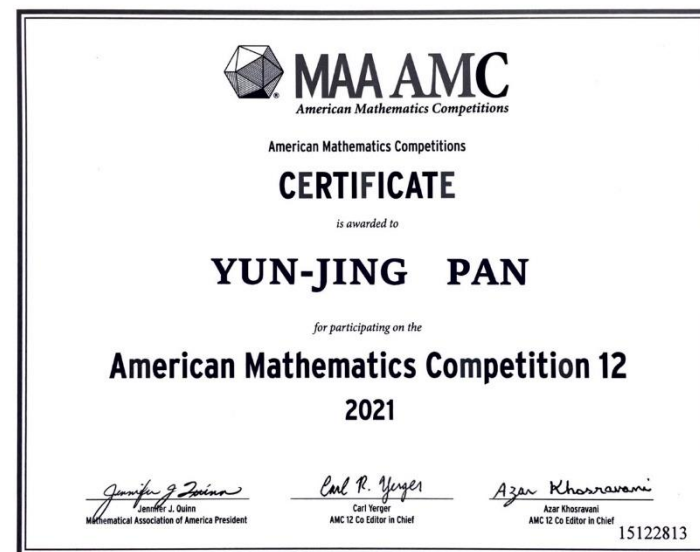 MAA AMC
American Mathematics Competitions
American Mathematics Competitions
CERTIFICATE
is awarded to
YUN-JING PAN
for participating on the
American Mathematics Competition 12
2021
Jennifer J. Quinn
Carl R. Yerger
Azar Khosravani
Jennifer J. Quinn
Mathematical Association of America President
Carl Yerger
AMC 12 Co Editor in Chief
Azar Khosravani
AMC 12 Co Editor in Chief
15122813